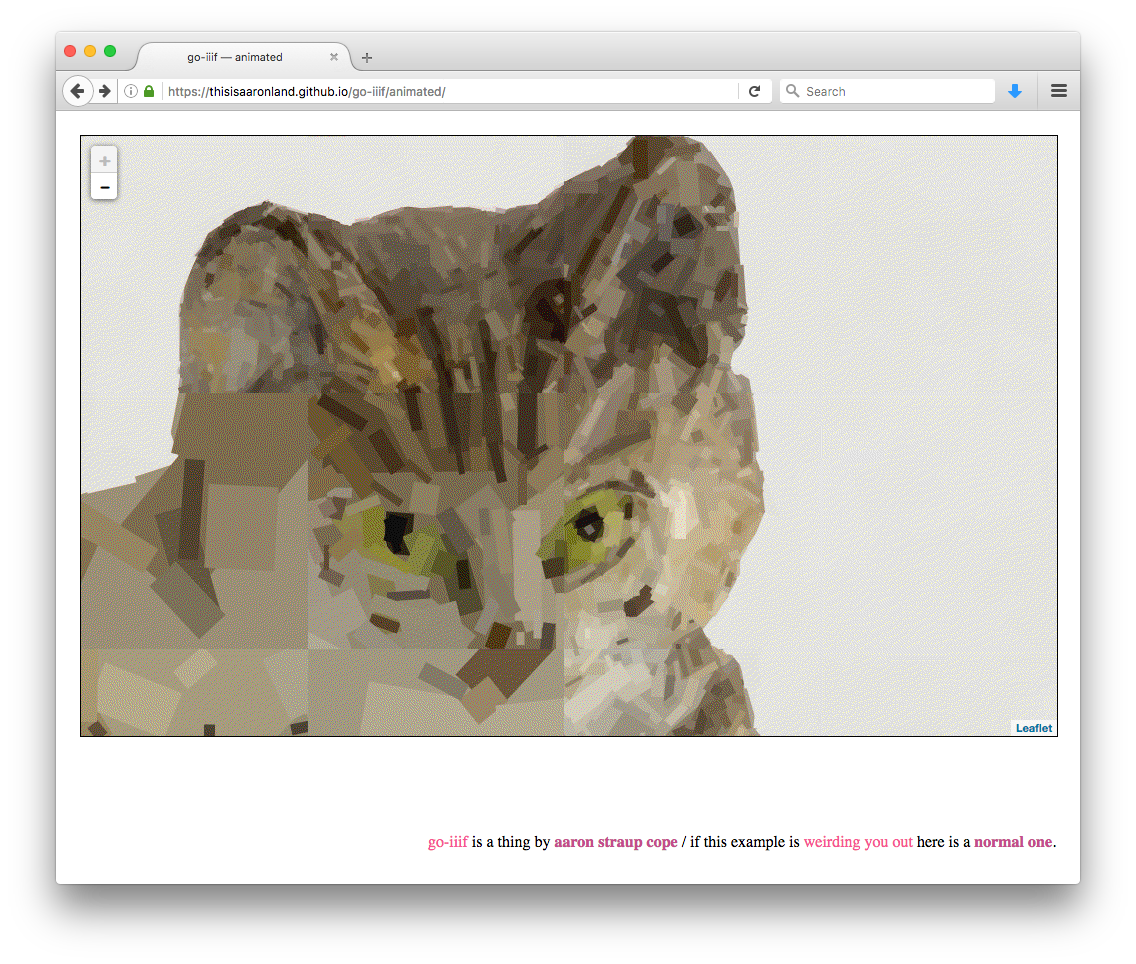 go-iiif — animated
https://thisisaaronland.github.io/go-iiif/animated/
Search
+
−
Leaflet
go-iiif is a thing by aaron straup cope / if this example is weirding you out here is a normal one.